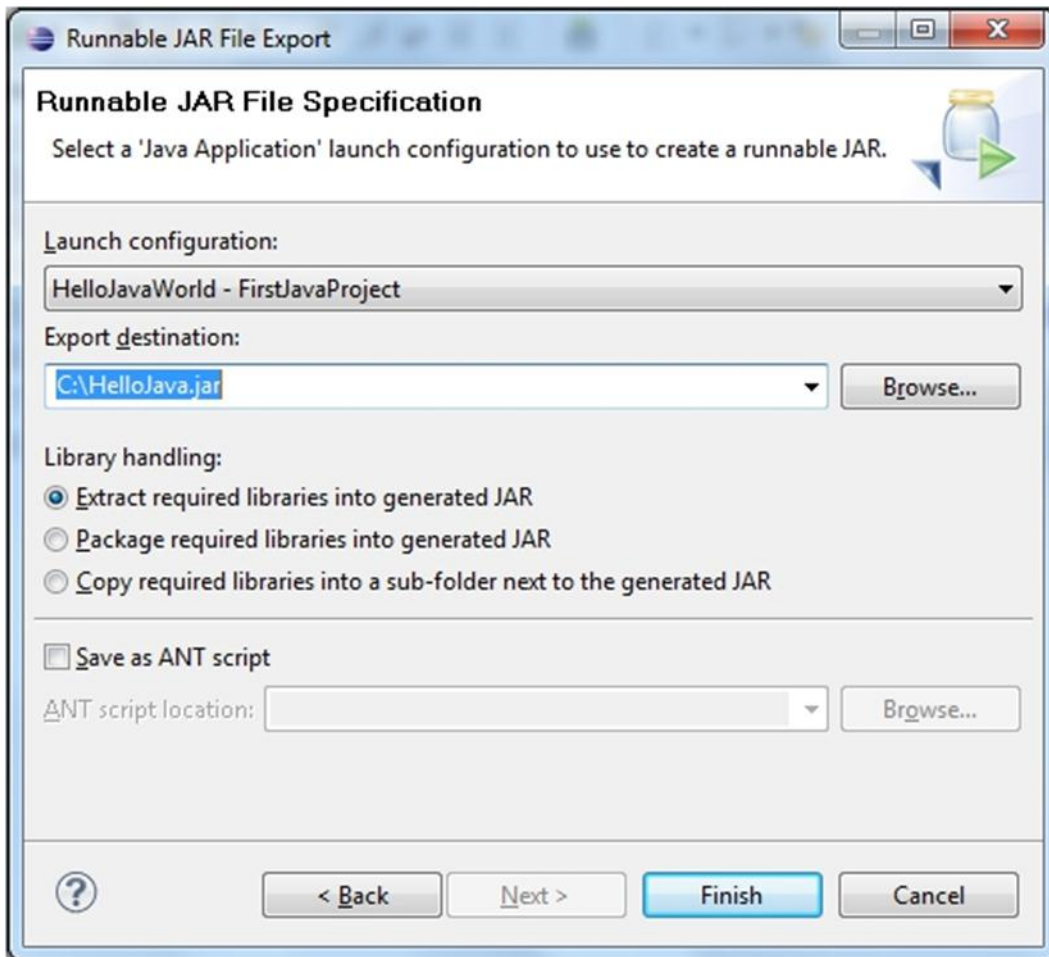 Runnable JAR File Export
Runnable JAR File Specification
Select a 'Java Application' launch configuration to use to create a runnable JAR.
Launch configuration:
HelloJavaWorld - FirstJavaProject
Export destination:
C:\HelloJava.jar
Browse...
Library handling:
Extract required libraries into generated JAR
Package required libraries into generated JAR
Copy required libraries into a sub-folder next to the generated JAR
Save as ANT script
ANT script location:
Browse...
?
< Back
Next >
Finish
Cancel